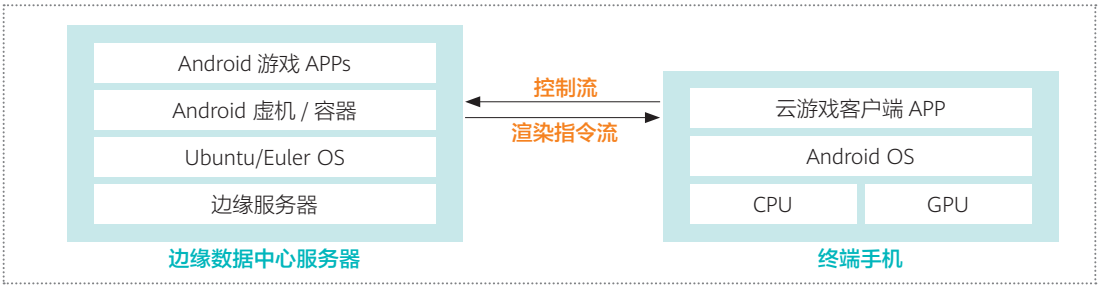 Android 游戏 APPs
Android 虚机 / 容器
Ubuntu/Euler OS
边缘服务器
边缘数据中心服务器
控制流
渲染指令流
云游戏客户端 APP
Android OS
CPU
GPU
终端手机